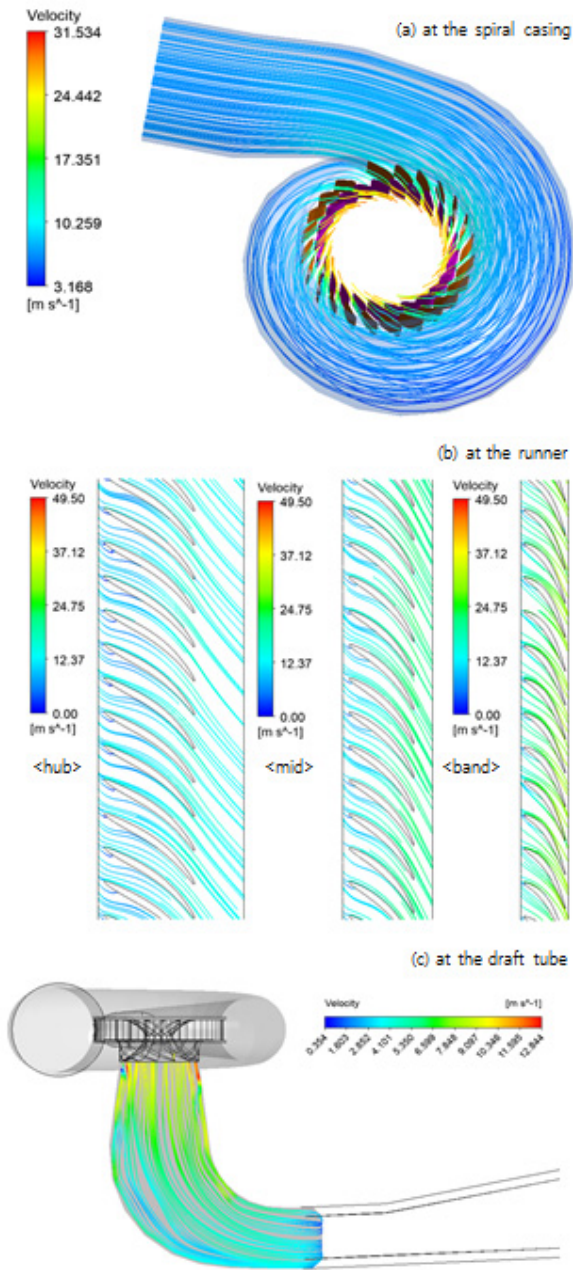 Velocity
31.534
24.442
17.351
10.259
3.168
[m s^-1]
(a) at the spiral casing
(b) at the runner
Velocity
49.50
37.12
24.75
12.37
0.00
[m s^-1]
<hub>
Velocity
49.50
37.12
24.75
12.37
0.00
[m s^-1]
<mid>
Velocity
49.50
37.12
24.75
12.37
0.00
[m s^-1]
<band>
(c) at the draft tube
Velocity [m s^-1]
0.354 1.603 2.852 4.101 5.350 6.599 7.848 9.097 10.346 11.595 12.844